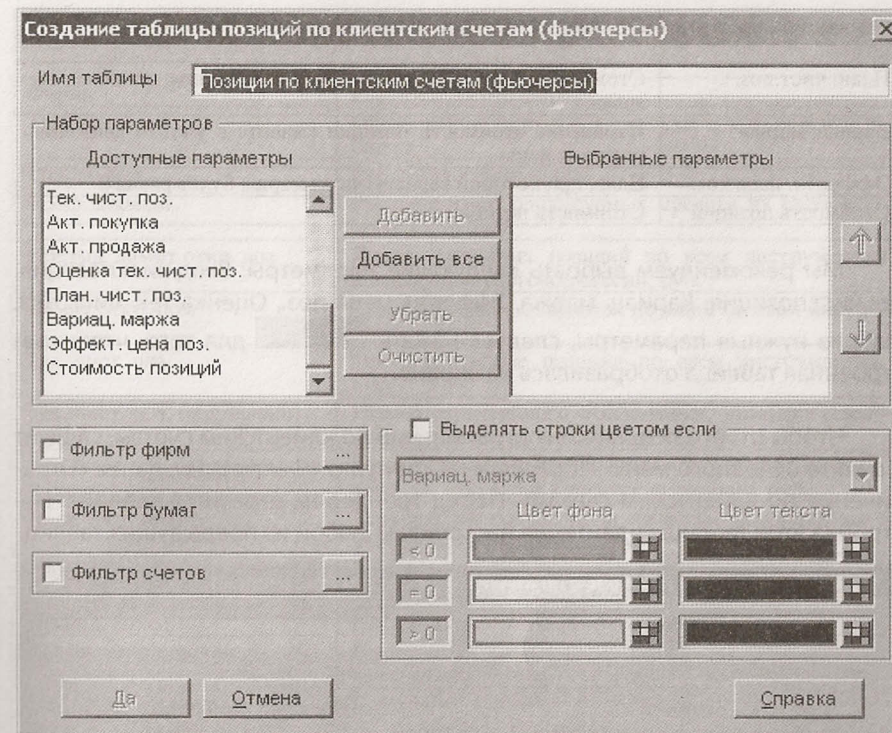 Создание таблицы позиций по клиентским счетам (фьючерсы)
Имя таблицы
Позиции по клиентским счетам (фьючерсы)
Набор параметров
Доступные параметры
Выбранные параметры
Тек. чист. поз.
Акт. покупка
Акт. продажа
Оценка тек. чист. поз.
План. чист. поз.
Вариац. маржа
Эффект. цена поз.
Стоимость позиций
Добавить
Добавить все
Убрать
Очистить
Фильтр фирм
...
Фильтр бумаг
...
Фильтр счетов
...
Выделять строки цветом если
Вариац. маржа
Цвет фона Цвет текста
< 0
= 0
> 0
Да
Отмена
Справка